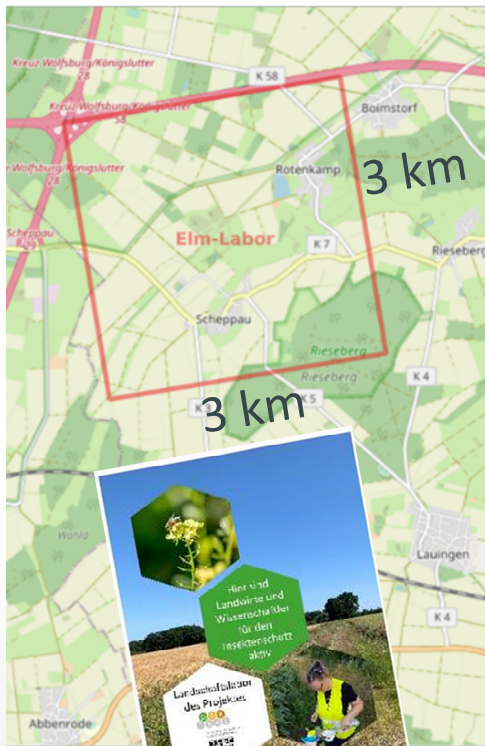 Kreuz Wolfsburg/Königslutter
28
K 58
Kreuz Wolfsburg/Königslutter
58
Boimstorf
Rotenkamp
3 km
Wolfsburg/Königslutter
28
Scheppau
Elm-Labor
K 7
Rieseberg
Scheppau
Rieseberg
Rieseberg
K 4
3 km
K 5
Wohld
Lauingen
K 4
Abbenrode
Hier sind
Landwirte und
Wissenschaftler
für den
Insektenschutz
aktiv
Landschaftslabor
des Projektes